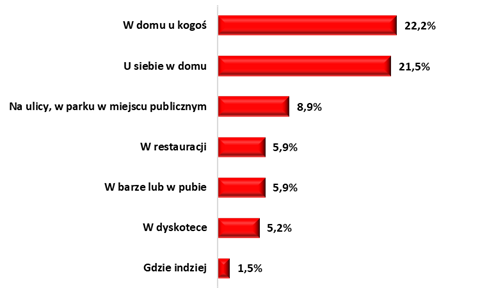 W domu u kogoś 22,2%
U siebie w domu 21,5%
Na ulicy, w parku w miejscu publicznym 8,9%
W restauracji 5,9%
W barze lub w pubie 5,9%
W dyskotece 5,2%
Gdzie indziej 1,5%